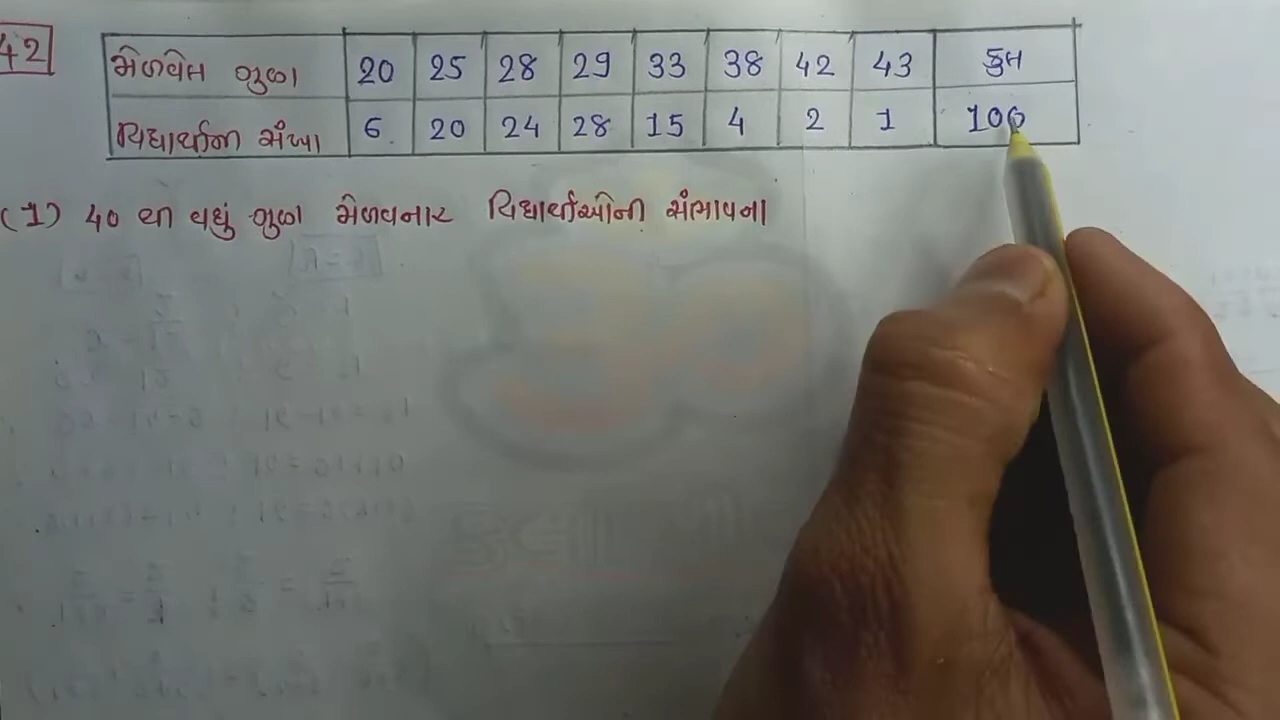 42
મેળવેલ ગુણ 20 25 28 29 33 38 42 43 કુલ
વિદ્યાર્થીની સંખ્યા 6 20 24 28 15 4 2 1 100
(1) 40 થી વધું ગુણ મેળવનાર વિદ્યાર્થીઓની સંભાવના